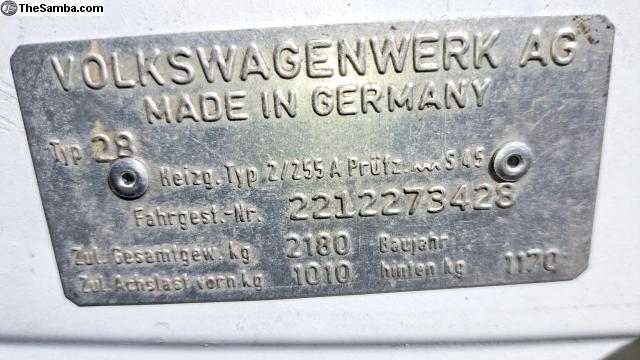 TheSamba.com
VOLKSWAGENWERK AG
MADE IN GERMANY
Typ 28
Heizg. Typ 2/255 A Prüfz. ~~~ S 45
Fahrgest.-Nr. 2212273428
Zul. Gesamtgew. kg 2180 Baujahr
Zul. Achslast vorn kg 1010 hinten kg 1170